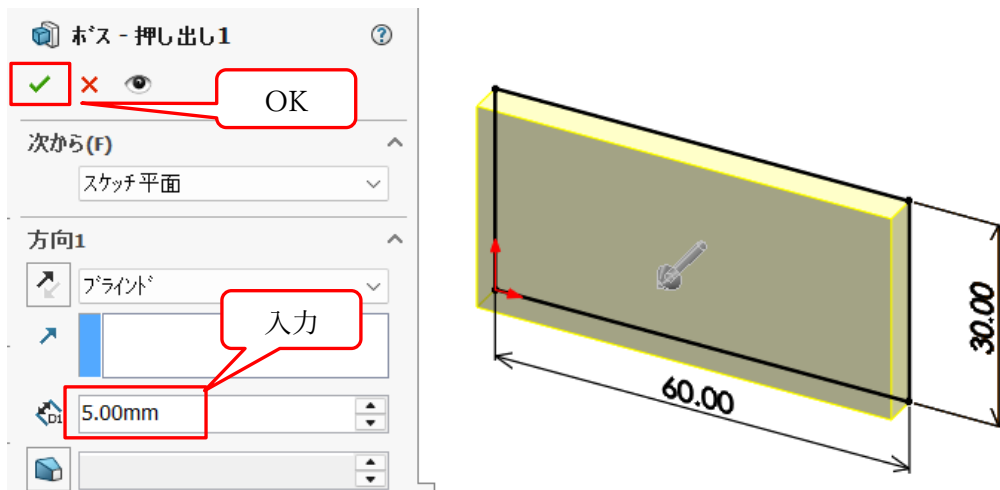 ボス - 押し出し1
OK
次から(F)
スケッチ平面
方向1
ブラインド
入力
D1
5.00mm
60.00
30.00